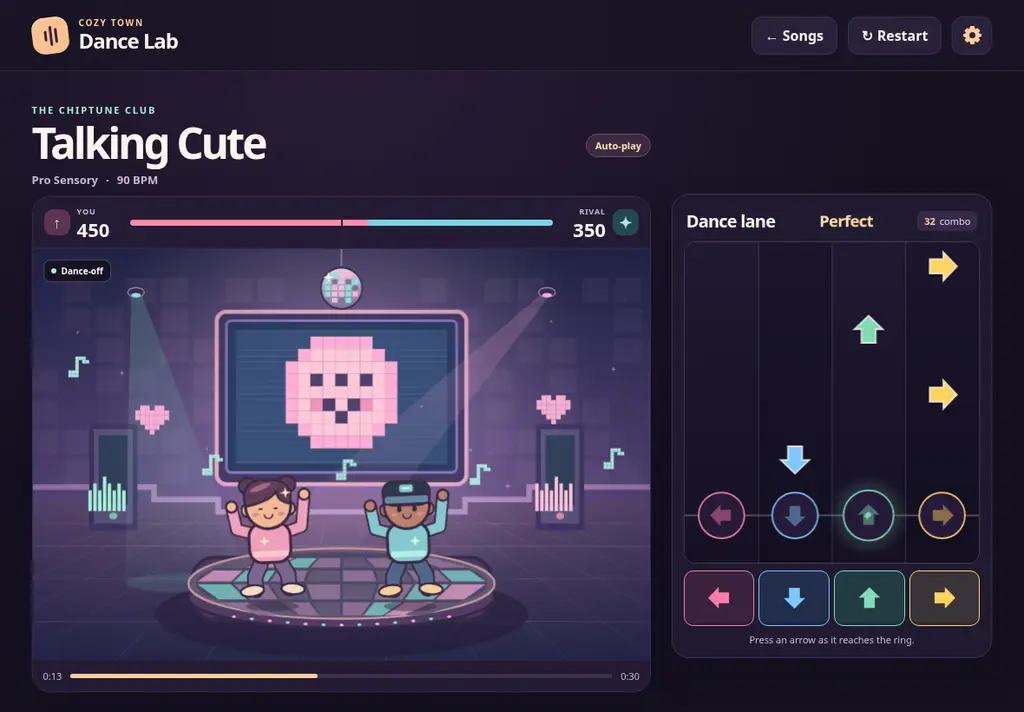 COZY TOWN
Dance Lab
← Songs
↻ Restart
THE CHIPTUNE CLUB
Talking Cute
Auto-play
Pro Sensory · 90 BPM
YOU
450
RIVAL
350
Dance-off
0:13
0:30
Dance lane
Perfect
32 combo
Press an arrow as it reaches the ring.